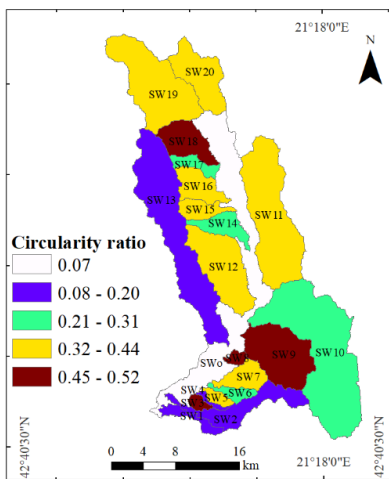 21°18'0"E
N
SW20
SW19
SW18
SW17
SW16
SW13
SW15
SW11
SW14
Circularity ratio
0.07
0.08 - 0.20
0.21 - 0.31
0.32 - 0.44
0.45 - 0.52
SW12
SWo
SW9
SW10
SW7
SW6
SW5
SW4
SW2
42°40'30"N
42°40'30"N
0 4 8 16
km
21°18'0"E